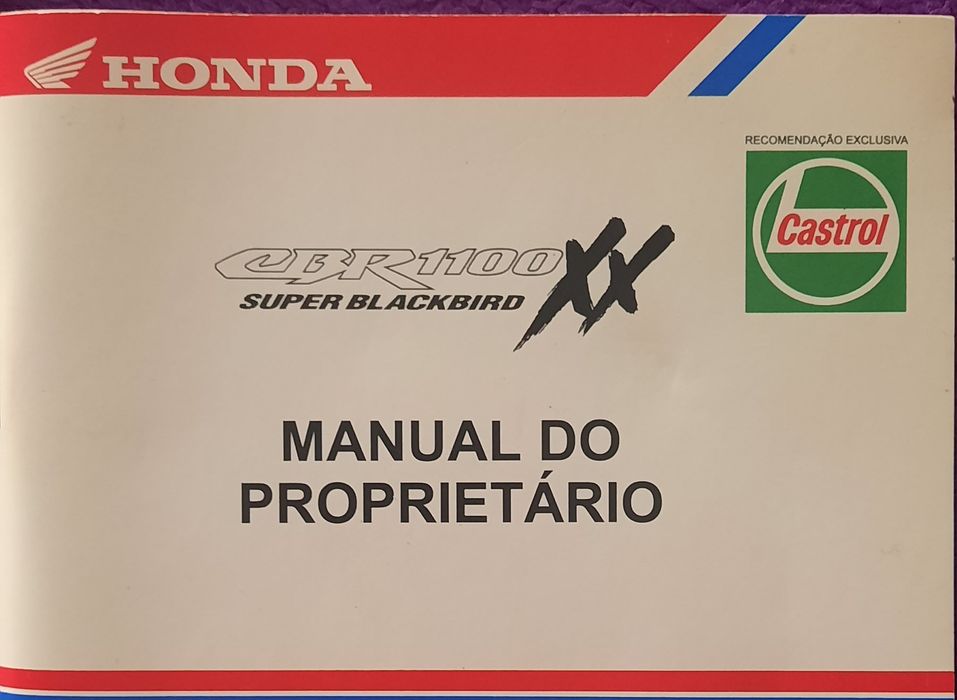 HONDA
RECOMENDAÇÃO EXCLUSIVA
Castrol
CBR1100XX
SUPER BLACKBIRD
MANUAL DO
PROPRIETÁRIO